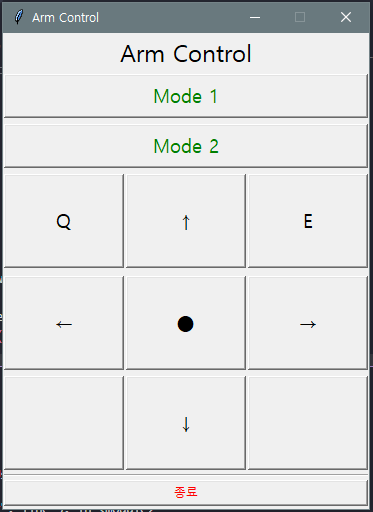 Arm Control
Arm Control
Mode 1
Mode 2
Q ↑ E
← ● →
↓
종료